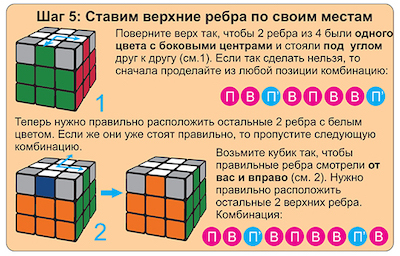 Шаг 5: Ставим верхние ребра по своим местам
Поверните верх так, чтобы 2 ребра из 4 были одного
цвета с боковыми центрами и стояли под углом
друг к другу (см.1). Если так сделать нельзя, то
сначала проделайте из любой позиции комбинацию:
П В П' В П В В П'
1
Теперь нужно правильно расположить остальные 2 ребра с белым
цветом. Если же они уже стоят правильно, то пропустите следующую
комбинацию.
Возьмите кубик так, чтобы
правильные ребра смотрели от
вас и вправо (см. 2). Нужно
правильно расположить
остальные 2 верхних ребра.
Комбинация:
2
П В П' В П В В П' В